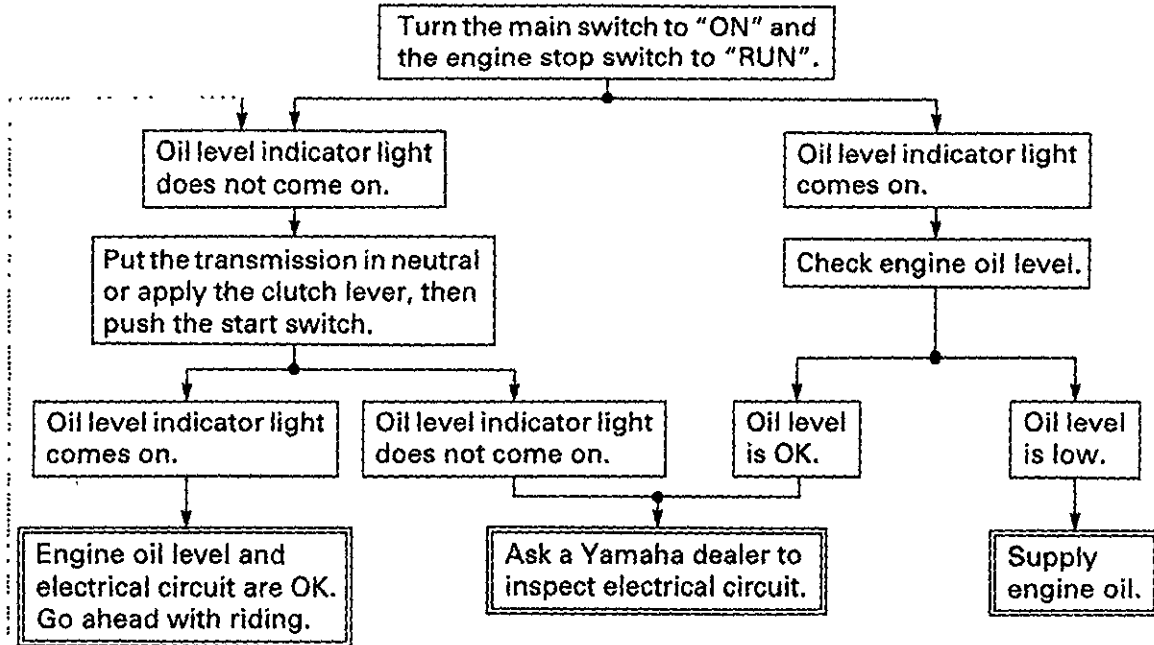 Turn the main switch to “ON” and
the engine stop switch to “RUN”.
Oil level indicator light
does not come on.
Oil level indicator light
comes on.
Put the transmission in neutral
or apply the clutch lever, then
push the start switch.
Check engine oil level.
Oil level indicator light
comes on.
Oil level indicator light
does not come on.
Oil level
is OK.
Oil level
is low.
Engine oil level and
electrical circuit are OK.
Go ahead with riding.
Ask a Yamaha dealer to
inspect electrical circuit.
Supply
engine oil.